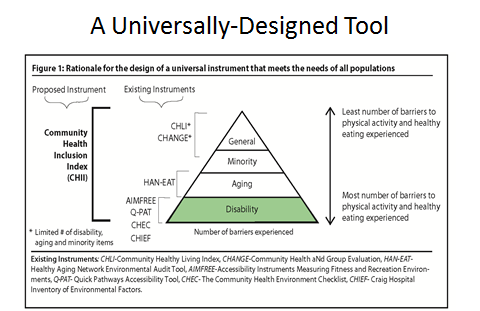 A Universally-Designed Tool
Figure 1: Rationale for the design of a universal instrument that meets the needs of all populations
Proposed Instrument
Existing Instruments
Community
Health
Inclusion
Index
(CHII)
* Limited # of disability,
aging and minority items
CHLI*
CHANGE*
HAN-EAT
AIMFREE
Q-PAT
CHEC
CHIEF
General
Minority
Aging
Disability
Number of barriers experienced
Least number of barriers to
physical activity and healthy
eating experienced
Most number of barriers to
physical activity and healthy
eating experienced
Existing Instruments: CHLI-Community Healthy Living Index, CHANGE-Community Health aNd Group Evaluation, HAN-EAT-
Healthy Aging Network Environmental Audit Tool, AIMFREE-Accessibility Instruments Measuring Fitness and Recreation Environ-
ments, Q-PAT- Quick Pathways Accessibility Tool, CHEC- The Community Health Environment Checklist, CHIEF- Craig Hospital
Inventory of Environmental Factors.